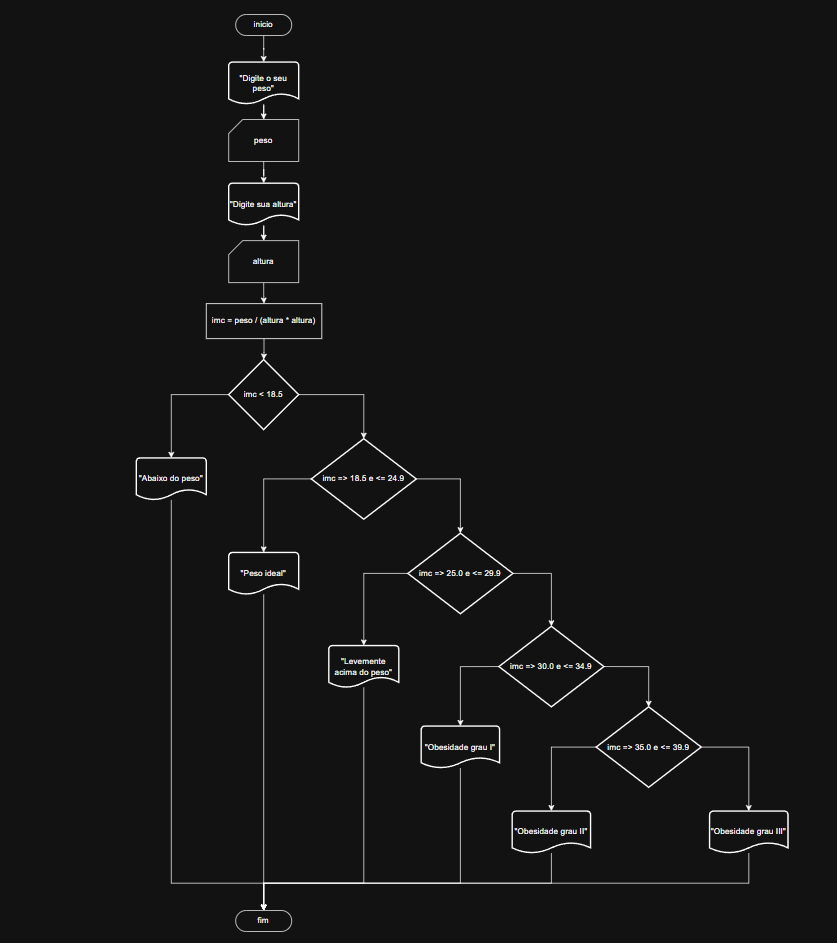 inicio
"Digite o seu
peso"
peso
"Digite sua altura"
altura
imc = peso / (altura * altura)
imc < 18.5
"Abaixo do peso"
imc => 18.5 e <= 24.9
"Peso ideal"
imc => 25.0 e <= 29.9
"Levemente
acima do peso"
imc => 30.0 e <= 34.9
"Obesidade grau I"
imc => 35.0 e <= 39.9
"Obesidade grau II"
"Obesidade grau III"
fim